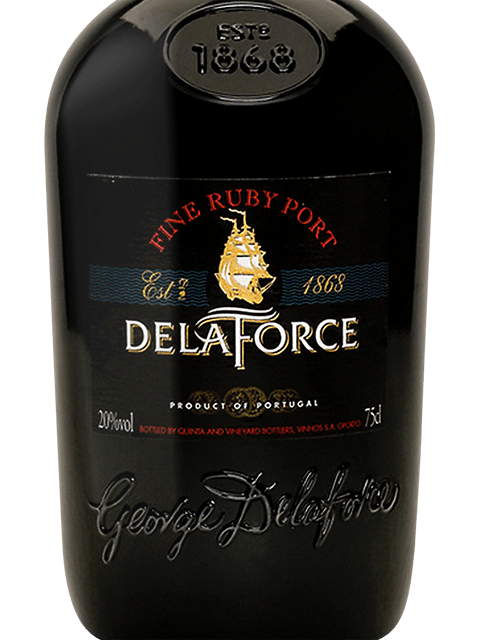 ESTD
1868
FINE RUBY PORT
Est 1868
DELAFORCE
PRODUCT OF PORTUGAL
20%vol
75cl
BOTTLED BY QUINTA AND VINEYARD BOTTLERS, VINHOS S.A. OPORTO
George Delaforce